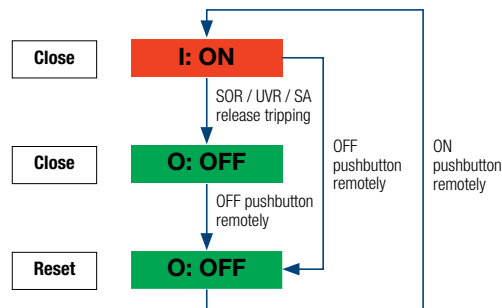 Close
I: ON
SOR / UVR / SA
release tripping
OFF
pushbutton
remotely
ON
pushbutton
remotely
Close
O: OFF
OFF pushbutton
remotely
Reset
O: OFF